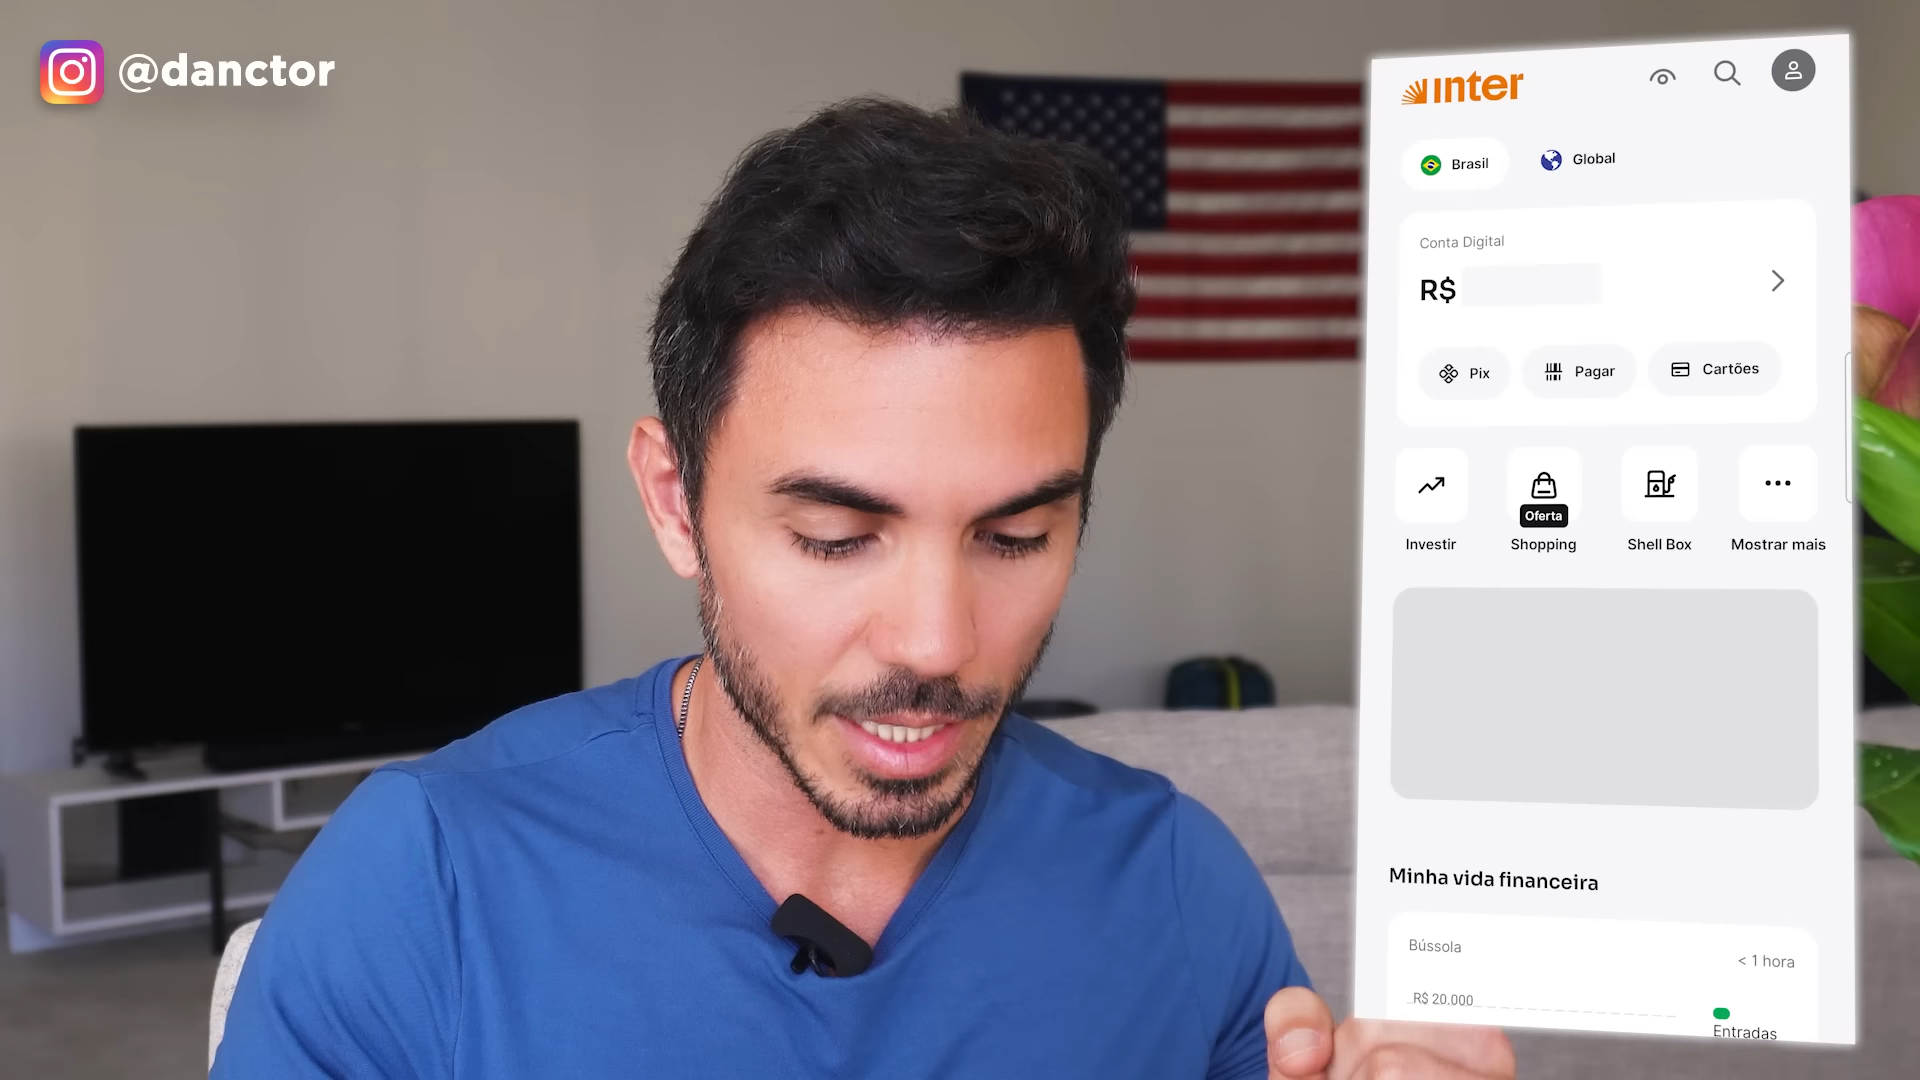 @danctor
inter
Brasil
Global
Conta Digital
R$
Pix
Pagar
Cartões
Oferta
Investir
Shopping
Shell Box
Mostrar mais
Minha vida financeira
Bússola
< 1 hora
R$ 20.000
Entradas